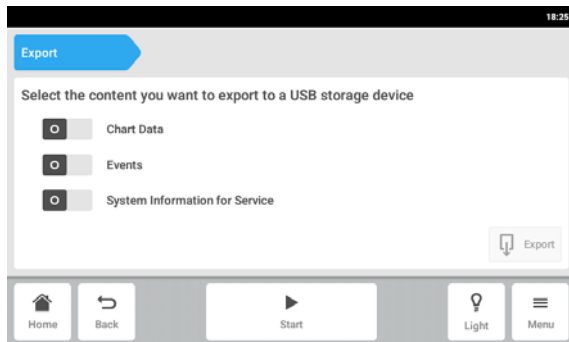 18:25
Export
Select the content you want to export to a USB storage device
O Chart Data
O Events
O System Information for Service
Export
Home Back Start Light Menu